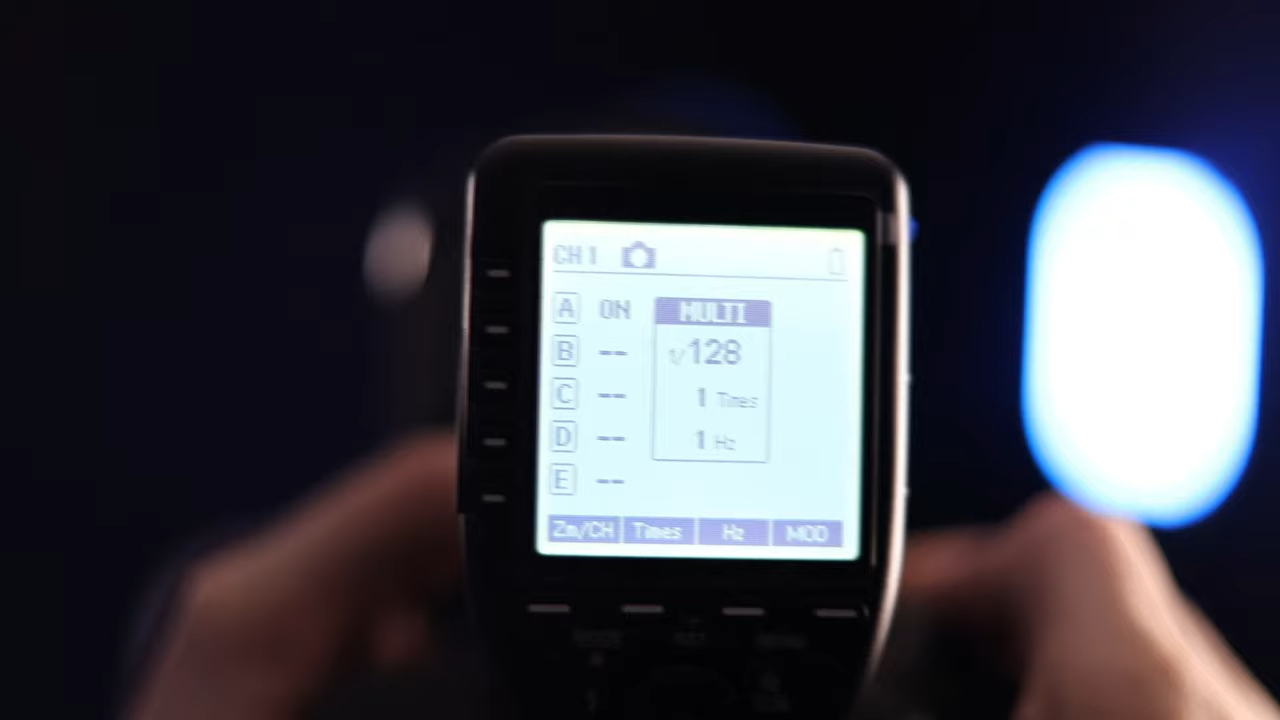 CH 1
A ON MULTI
B -- 1/128
C -- 1 Times
D -- 1 Hz
E --
Zm/CH Times Hz MOD